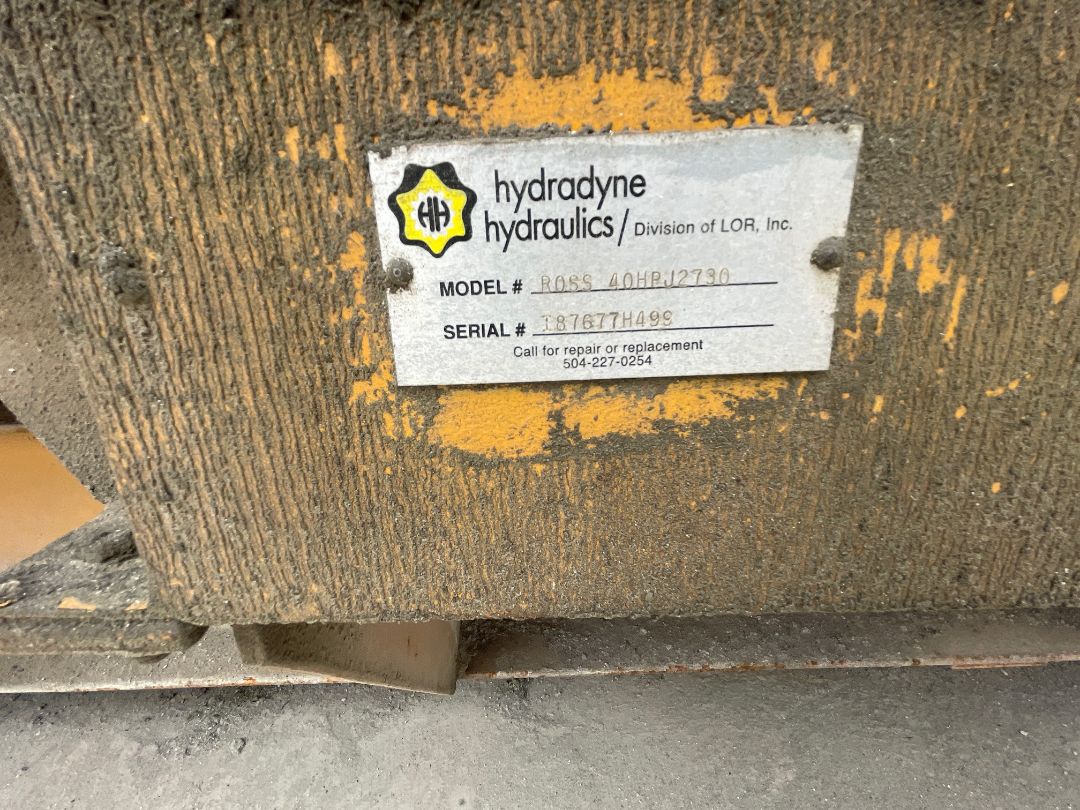 HH
hydradyne
hydraulics/ Division of LOR, Inc.
MODEL # ROSS 40HPJ2730
SERIAL # I87677H499
Call for repair or replacement
504-227-0254